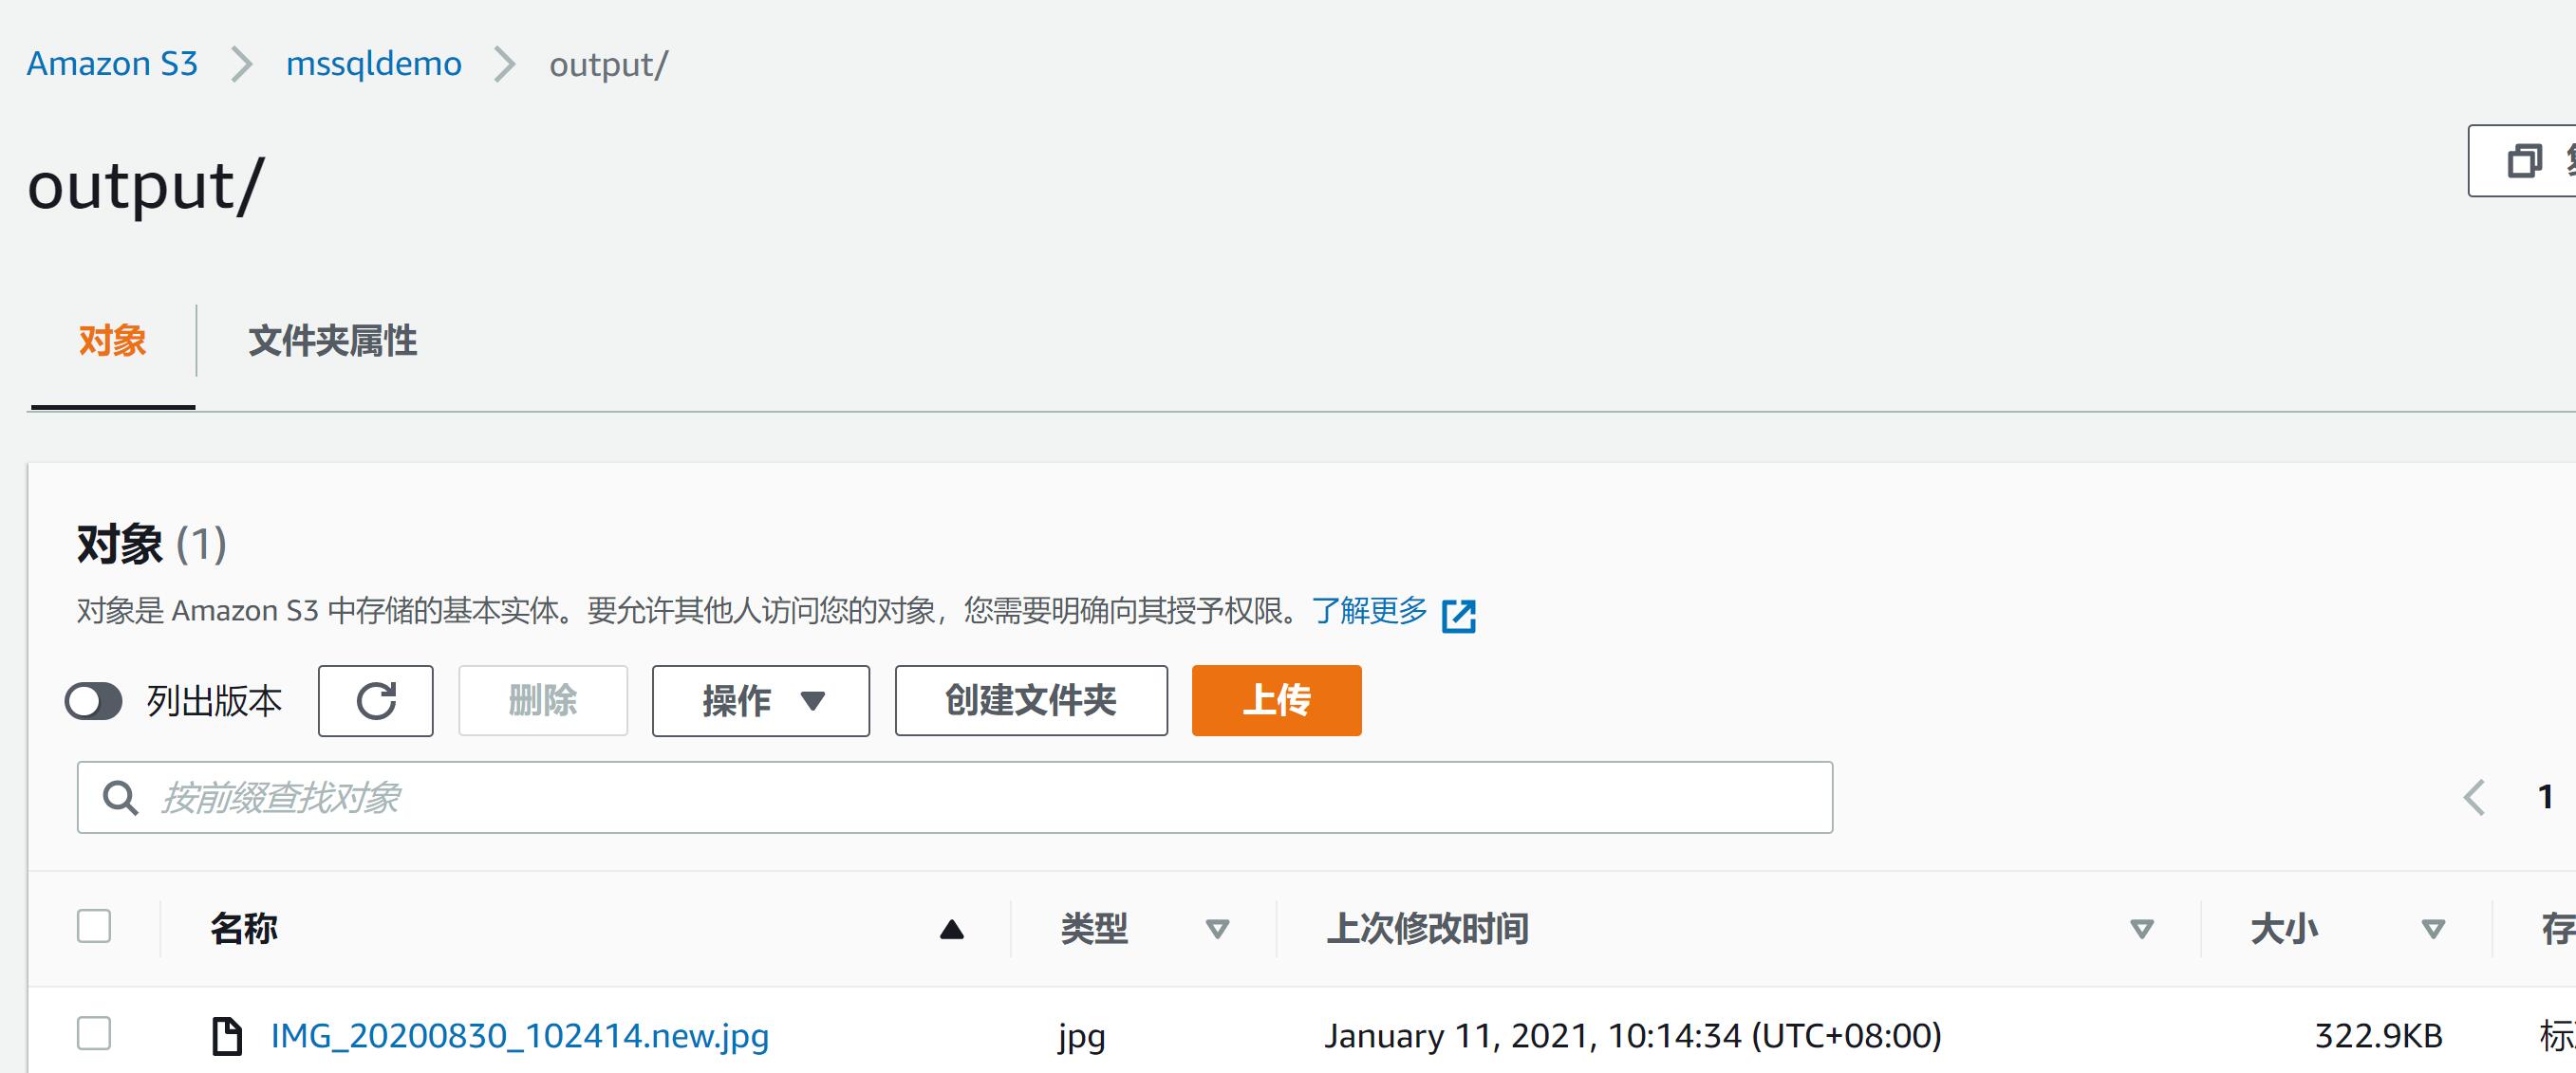 Amazon S3 mssqldemo output/
output/
对象 文件夹属性
对象 (1)
对象是 Amazon S3 中存储的基本实体。要允许其他人访问您的对象，您需要明确向其授予权限。了解更多
列出版本 删除 操作 创建文件夹 上传
按前缀查找对象 1
名称 类型 上次修改时间 大小 存
IMG_20200830_102414.new.jpg jpg January 11, 2021, 10:14:34 (UTC+08:00) 322.9KB